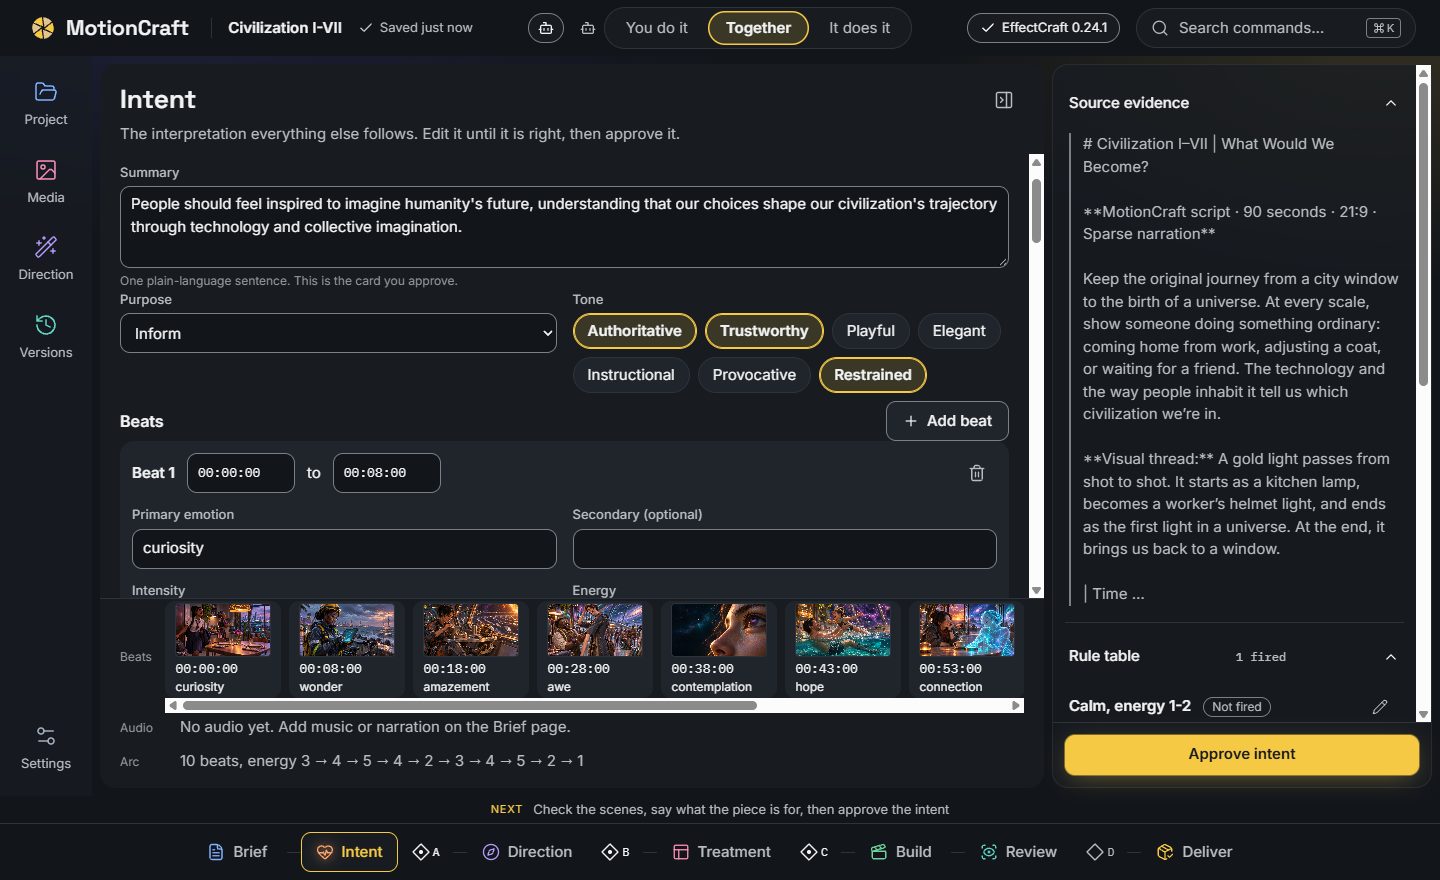 MotionCraft
Civilization I-VII
Saved just now
You do it
Together
It does it
EffectCraft 0.24.1
Search commands...
⌘K
Project
Media
Direction
Versions
Settings
Intent
The interpretation everything else follows. Edit it until it is right, then approve it.
Summary
People should feel inspired to imagine humanity's future, understanding that our choices shape our civilization's trajectory
through technology and collective imagination.
One plain-language sentence. This is the card you approve.
Purpose
Inform
Tone
Authoritative
Trustworthy
Playful
Elegant
Instructional
Provocative
Restrained
Beats
Add beat
Beat 1
00:00:00
to
00:08:00
Primary emotion
curiosity
Secondary (optional)
Intensity
Energy
Beats
00:00:00
curiosity
00:08:00
wonder
00:18:00
amazement
00:28:00
awe
00:38:00
contemplation
00:43:00
hope
00:53:00
connection
Audio
No audio yet. Add music or narration on the Brief page.
Arc
10 beats, energy 3 → 4 → 5 → 4 → 2 → 3 → 4 → 5 → 2 → 1
Source evidence
# Civilization I–VII | What Would We
Become?
**MotionCraft script · 90 seconds · 21:9 ·
Sparse narration**
Keep the original journey from a city window
to the birth of a universe. At every scale,
show someone doing something ordinary:
coming home from work, adjusting a coat,
or waiting for a friend. The technology and
the way people inhabit it tell us which
civilization we’re in.
**Visual thread:** A gold light passes from
shot to shot. It starts as a kitchen lamp,
becomes a worker’s helmet light, and ends
as the first light in a universe. At the end, it
brings us back to a window.
| Time ...
Rule table
1 fired
Calm, energy 1-2
Not fired
Approve intent
NEXT
Check the scenes, say what the piece is for, then approve the intent
Brief
Intent
A
Direction
B
Treatment
C
Build
Review
D
Deliver